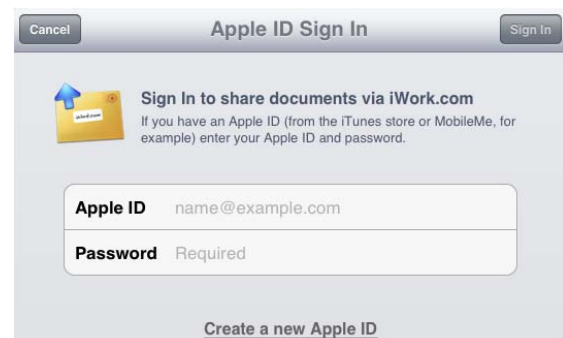 Cancel
Apple ID Sign In
Sign In
Sign In to share documents via iWork.com
If you have an Apple ID (from the iTunes store or MobileMe, for
example) enter your Apple ID and password.
Apple ID name@example.com
Password Required
Create a new Apple ID